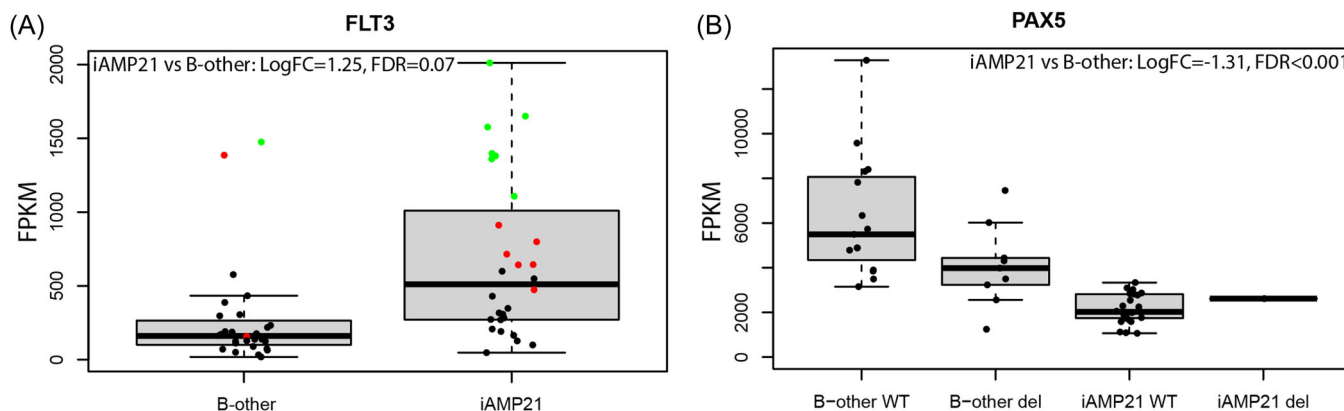 (A)
FLT3
iAMP21 vs B-other: LogFC=1.25, FDR=0.07
FPKM
2000
1500
1000
500
0
B-other
iAMP21
(B)
PAX5
iAMP21 vs B-other: LogFC=-1.31, FDR<0.001
FPKM
10000
6000
2000
0
B-other WT
B-other del
iAMP21 WT
iAMP21 del